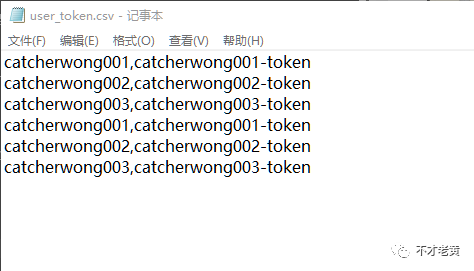 user_token.csv - 记事本
文件(F) 编辑(E) 格式(O) 查看(V) 帮助(H)
catcherwong001,catcherwong001-token
catcherwong002,catcherwong002-token
catcherwong003,catcherwong003-token
catcherwong001,catcherwong001-token
catcherwong002,catcherwong002-token
catcherwong003,catcherwong003-token
不才老黄